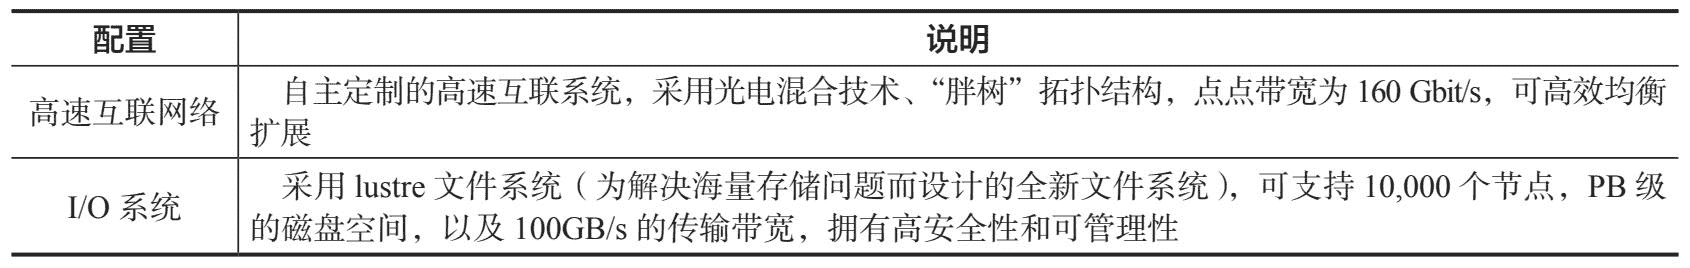 配置 说明
高速互联网络 自主定制的高速互联系统，采用光电混合技术、“胖树”拓扑结构，点点带宽为 160 Gbit/s，可高效均衡
扩展
I/O 系统 采用 lustre 文件系统（为解决海量存储问题而设计的全新文件系统），可支持 10,000 个节点，PB 级
的磁盘空间，以及 100GB/s 的传输带宽，拥有高安全性和可管理性